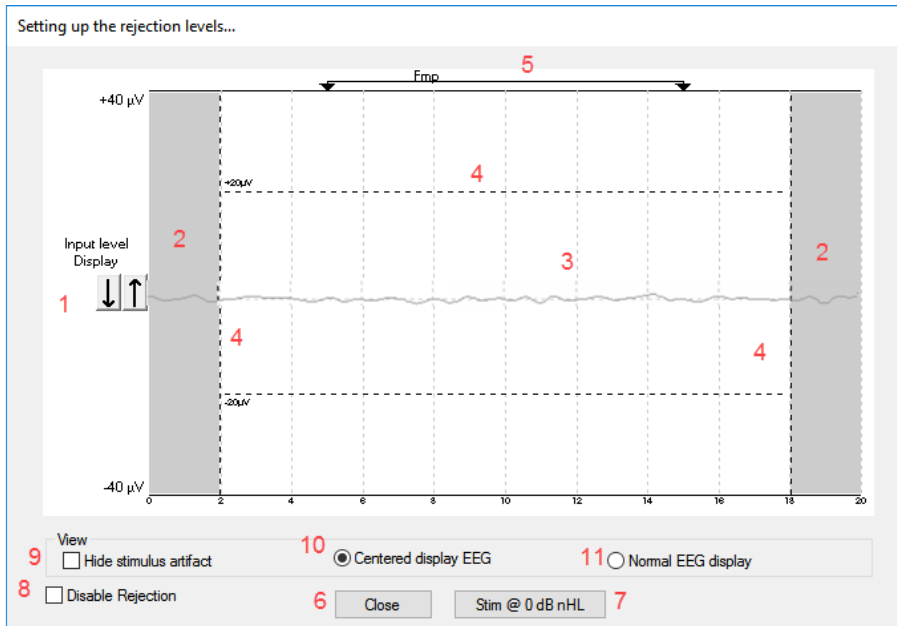 Setting up the rejection levels...
5
Fmp
+40 µV
+20µV
4
2
3
2
Input level
Display
1
4
4
-20µV
-40 µV
0 2 4 6 8 10 12 14 16 18 20
View
9
Hide stimulus artifact
10
Centered display EEG
11
Normal EEG display
8
Disable Rejection
6
Close
Stim @ 0 dB nHL
7